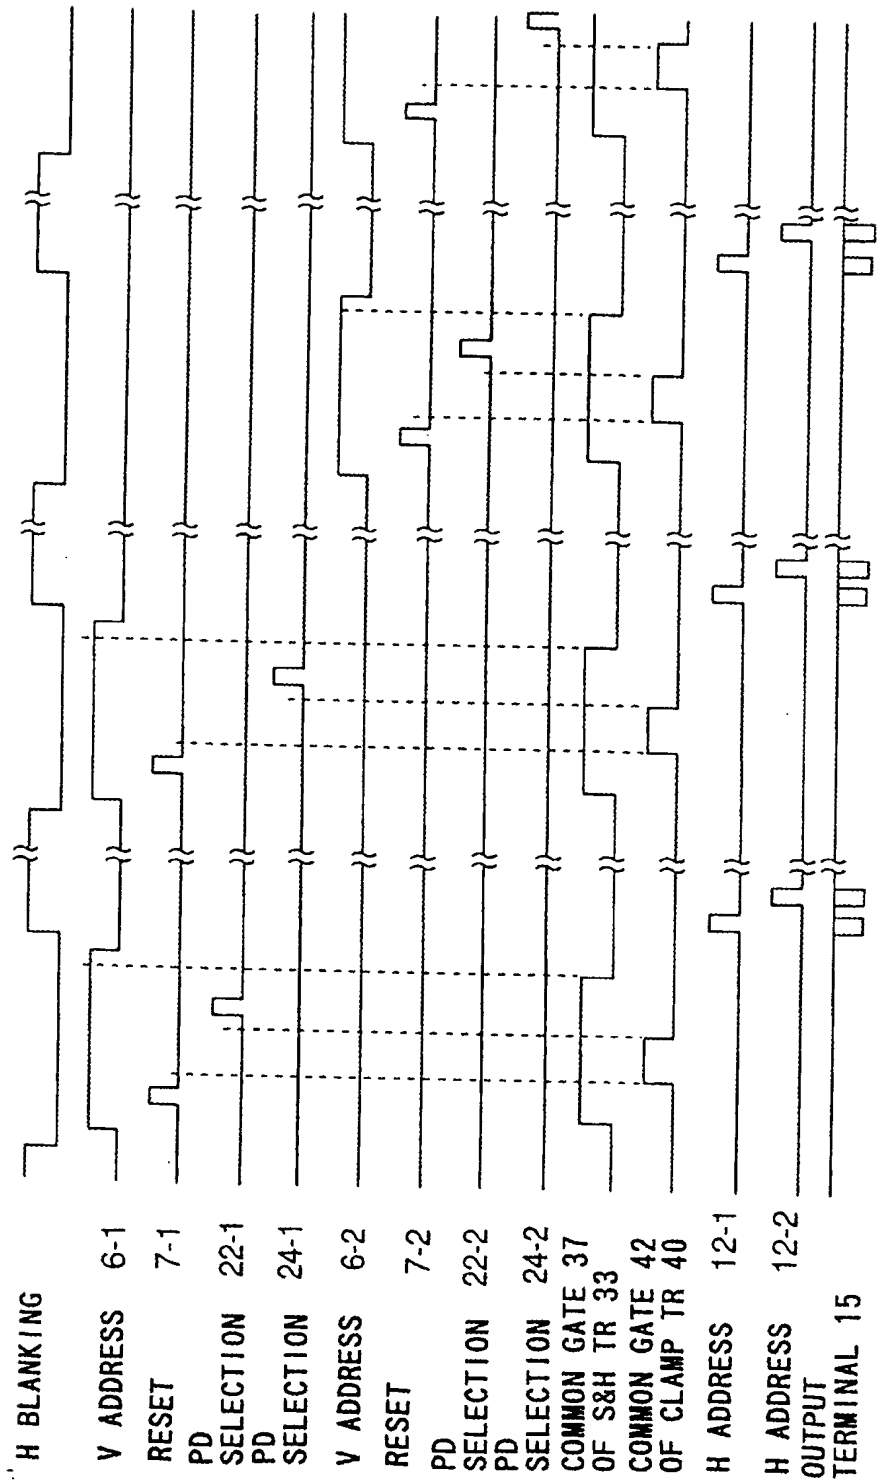 H BLANKING
V ADDRESS 6-1
RESET 7-1
PD
SELECTION 22-1
PD
SELECTION 24-1
V ADDRESS 6-2
RESET 7-2
PD
SELECTION 22-2
PD
SELECTION 24-2
COMMON GATE 37
OF S&H TR 33
COMMON GATE 42
OF CLAMP TR 40
H ADDRESS 12-1
H ADDRESS 12-2
OUTPUT
TERMINAL 15